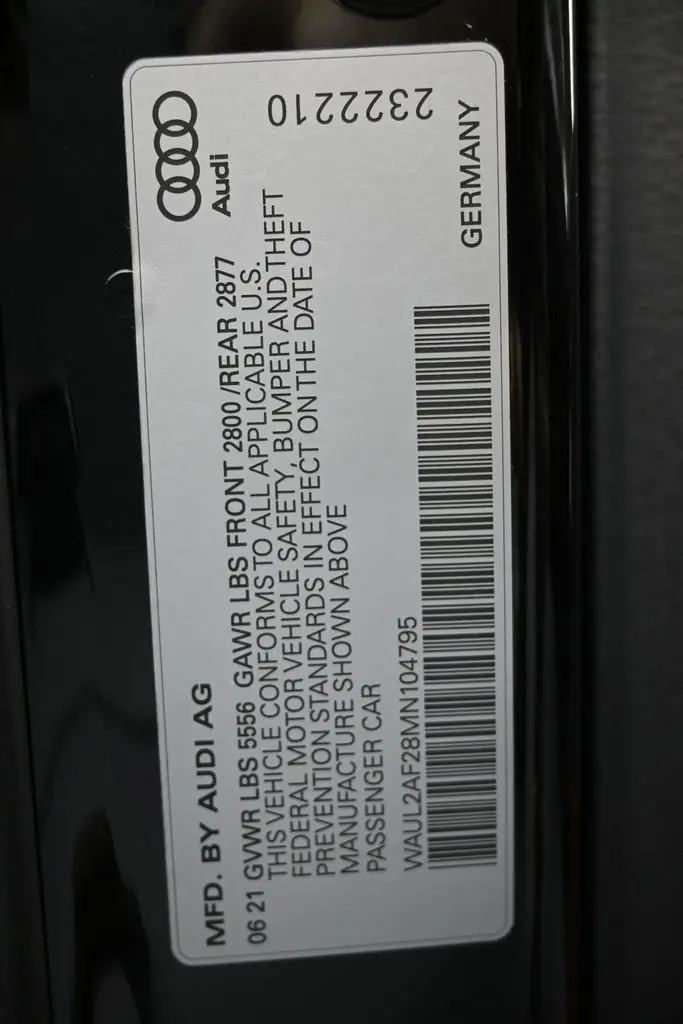 MFD. BY AUDI AG
Audi
06 21 GVWR LBS 5556 GAWR LBS FRONT 2800 /REAR 2877
THIS VEHICLE CONFORMS TO ALL APPLICABLE U.S.
FEDERAL MOTOR VEHICLE SAFETY, BUMPER AND THEFT
PREVENTION STANDARDS IN EFFECT ON THE DATE OF
MANUFACTURE SHOWN ABOVE
PASSENGER CAR
WAUL2AF28MN104795
GERMANY
2322210